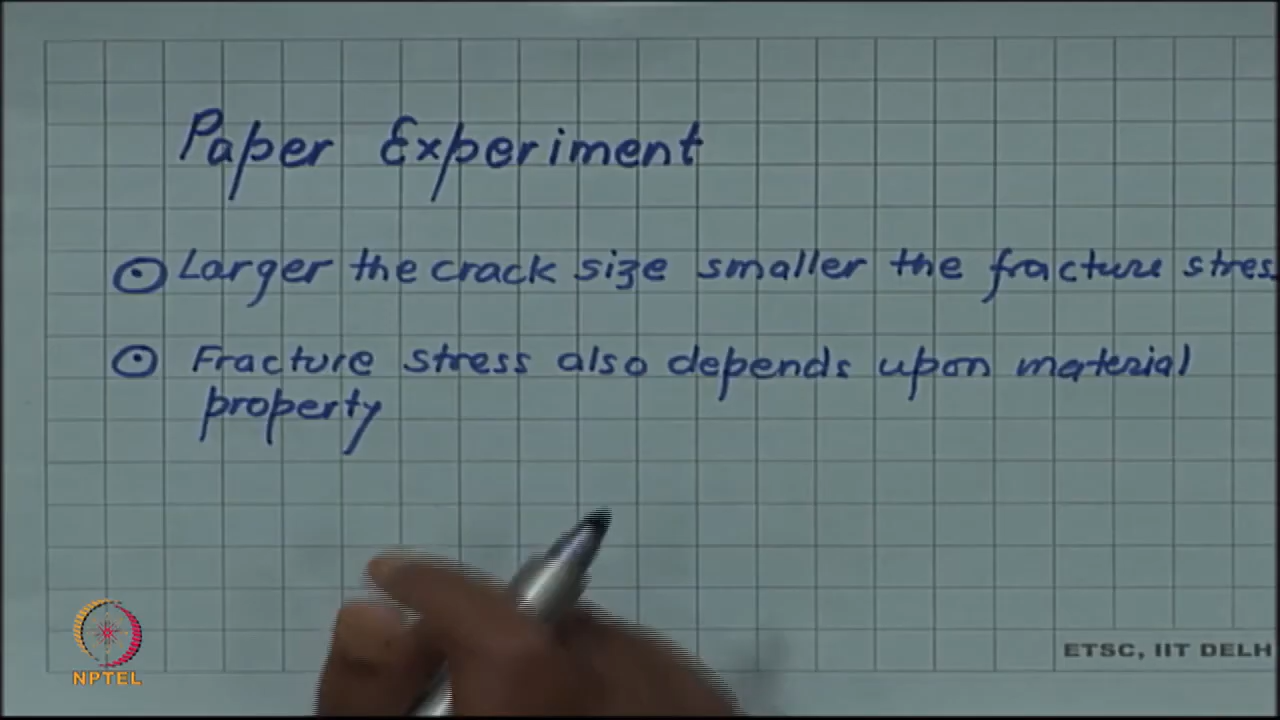 Paper Experiment
⊙ Larger the crack size smaller the fracture stres
⊙ Fracture stress also depends upon material
property
NPTEL
ETSC, IIT DELH